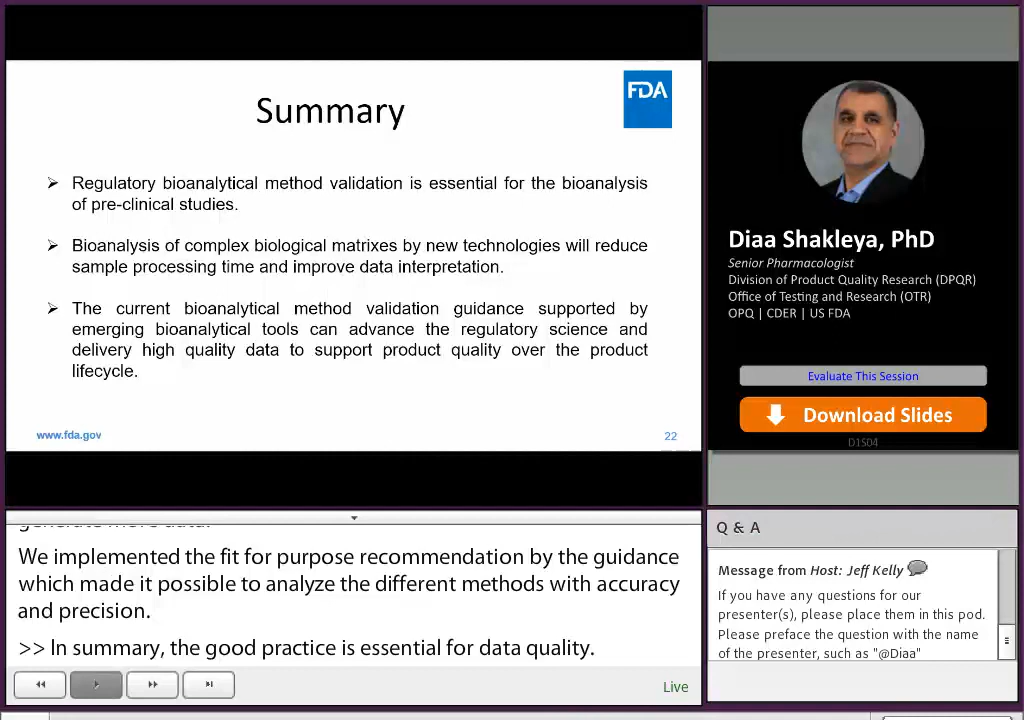 FDA
Summary
➢ Regulatory bioanalytical method validation is essential for the bioanalysis
of pre-clinical studies.
➢ Bioanalysis of complex biological matrixes by new technologies will reduce
sample processing time and improve data interpretation.
➢ The current bioanalytical method validation guidance supported by
emerging bioanalytical tools can advance the regulatory science and
delivery high quality data to support product quality over the product
lifecycle.
www.fda.gov
22
Diaa Shakleya, PhD
Senior Pharmacologist
Division of Product Quality Research (DPQR)
Office of Testing and Research (OTR)
OPQ | CDER | US FDA
Evaluate This Session
Download Slides
D1S04
We implemented the fit for purpose recommendation by the guidance
which made it possible to analyze the different methods with accuracy
and precision.
>> In summary, the good practice is essential for data quality.
Live
Q & A
Message from Host: Jeff Kelly
If you have any questions for our
presenter(s), please place them in this pod.
Please preface the question with the name
of the presenter, such as "@Diaa"